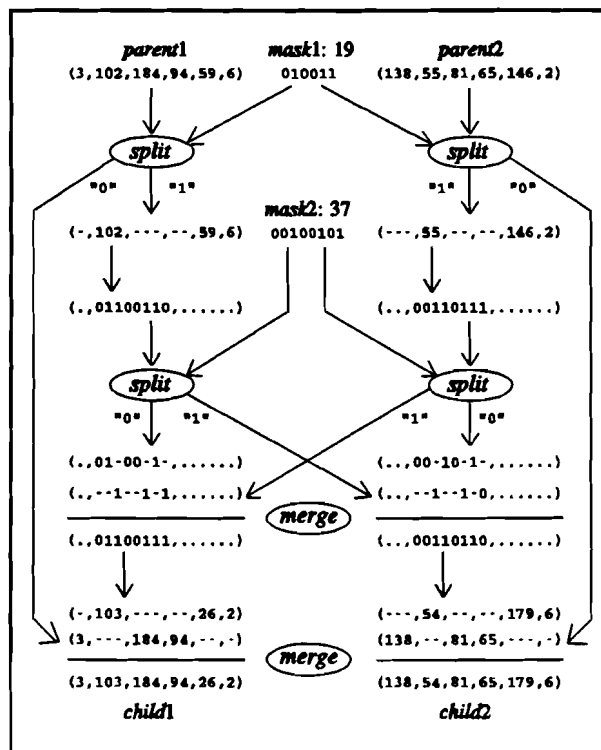 parent1 mask1: 19 parent2
(3,102,184,94,59,6) 010011 (138,55,81,65,146,2)
split split
"0" "1" "1" "0"
mask2: 37
(-,102,---,--,59,6) 00100101 (---,55,--,--,146,2)
(.,01100110,......) (..,00110111,......)
split split
"0" "1" "1" "0"
(.,01-00-1-,......) (..,00-10-1-,......)
(.,--1--1-1,......) (..,--1--1-0,......)
merge
(.,01100111,......) (..,00110110,......)
(-,103,---,--,26,2) (---,54,--,--,179,6)
(3,---,184,94,--,-) (138,--,81,65,---,-)
merge
(3,103,184,94,26,2) (138,54,81,65,179,6)
child1 child2